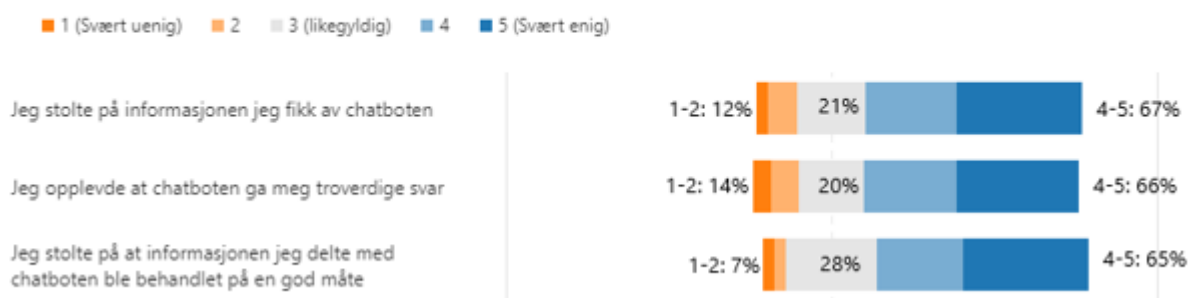 1 (Svært uenig) 2 3 (likegyldig) 4 5 (Svært enig)
Jeg stolte på informasjonen jeg fikk av chatboten 1-2: 12% 21% 4-5: 67%
Jeg opplevde at chatboten ga meg troverdige svar 1-2: 14% 20% 4-5: 66%
Jeg stolte på at informasjonen jeg delte med
chatboten ble behandlet på en god måte 1-2: 7% 28% 4-5: 65%